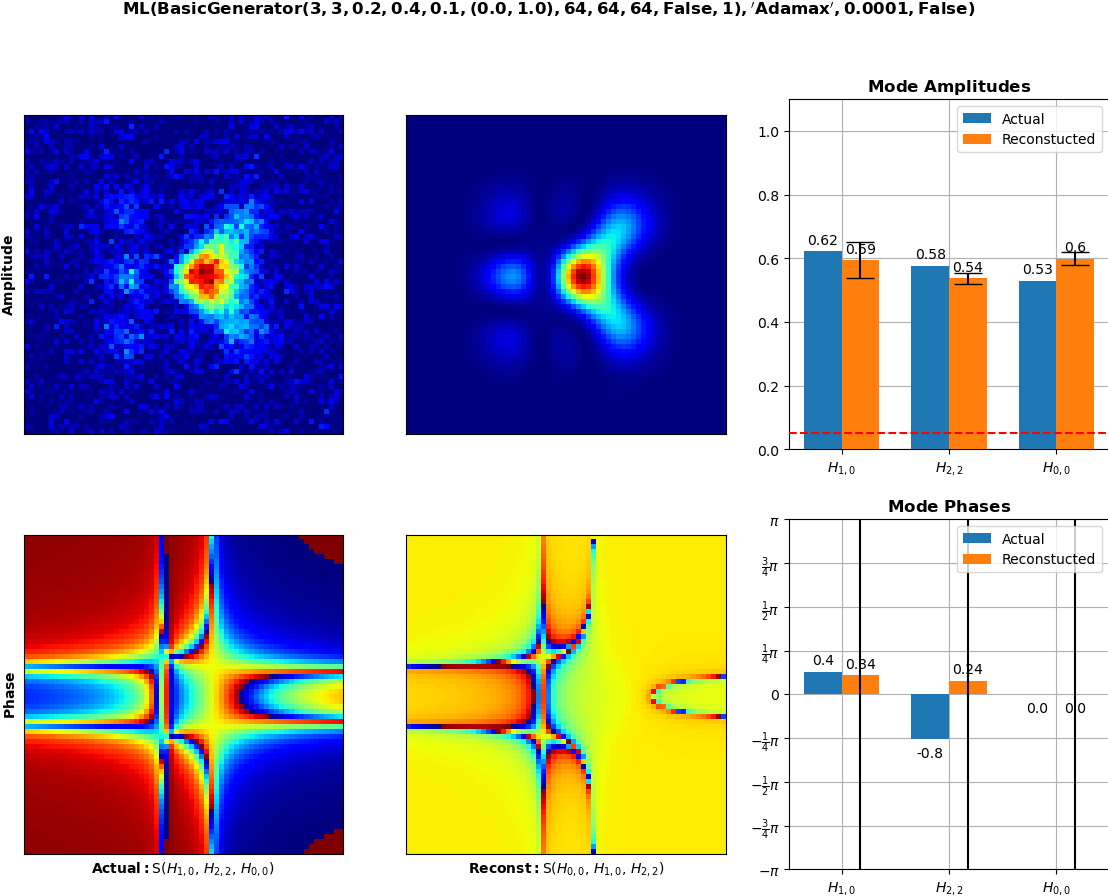 ML(BasicGenerator(3, 3, 0.2, 0.4, 0.1, (0.0, 1.0), 64, 64, 64, False, 1), ′Adamax′, 0.0001, False)
Mode Amplitudes
Actual
Reconstucted
1.0
0.8
0.6
0.4
0.2
0.0
0.62
0.59
0.58
0.54
0.53
0.6
H1,0
H2,2
H0,0
Amplitude
Mode Phases
Actual
Reconstucted
π
3/4π
1/2π
1/4π
0
−1/4π
−1/2π
−3/4π
−π
0.4
0.34
-0.8
0.24
0.0
0.0
H1,0
H2,2
H0,0
Phase
Actual: S(H1,0, H2,2, H0,0)
Reconst: S(H0,0, H1,0, H2,2)